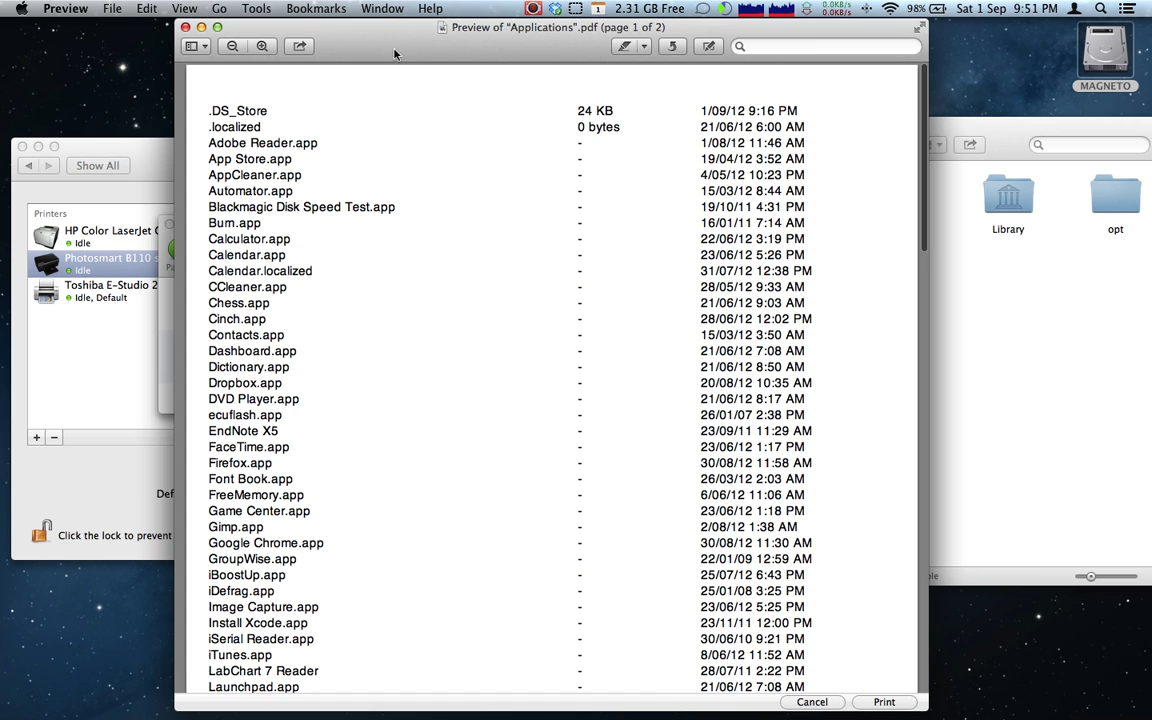 Preview File Edit View Go Tools Bookmarks Window Help 2.31 GB Free 1 0.0KB/s 0.0KB/s 98% Sat 1 Sep 9:51 PM
Preview of “Applications”.pdf (page 1 of 2)
MAGNETO
Show All
Printers
HP Color LaserJet
Idle
Photosmart B110 s
Idle
Toshiba E-Studio 2
Idle, Default
Click the lock to prevent
Library
opt
.DS_Store 24 KB 1/09/12 9:16 PM
.localized 0 bytes 21/06/12 6:00 AM
Adobe Reader.app - 1/08/12 11:46 AM
App Store.app - 19/04/12 3:52 AM
AppCleaner.app - 4/05/12 10:23 PM
Automator.app - 15/03/12 8:44 AM
Blackmagic Disk Speed Test.app - 19/10/11 4:31 PM
Burn.app - 16/01/11 7:14 AM
Calculator.app - 22/06/12 3:19 PM
Calendar.app - 23/06/12 5:26 PM
Calendar.localized - 31/07/12 12:38 PM
CCleaner.app - 28/05/12 9:33 AM
Chess.app - 21/06/12 9:03 AM
Cinch.app - 28/06/12 12:02 PM
Contacts.app - 15/03/12 3:50 AM
Dashboard.app - 21/06/12 7:08 AM
Dictionary.app - 21/06/12 8:50 AM
Dropbox.app - 20/08/12 10:35 AM
DVD Player.app - 21/06/12 8:17 AM
ecuflash.app - 26/01/07 2:38 PM
EndNote X5 - 23/09/11 11:29 AM
FaceTime.app - 23/06/12 1:17 PM
Firefox.app - 30/08/12 11:58 AM
Font Book.app - 26/03/12 2:03 AM
FreeMemory.app - 6/06/12 11:06 AM
Game Center.app - 23/06/12 1:18 PM
Gimp.app - 2/08/12 1:38 AM
Google Chrome.app - 30/08/12 11:30 AM
GroupWise.app - 22/01/09 12:59 AM
iBoostUp.app - 25/07/12 6:43 PM
iDefrag.app - 25/01/08 3:25 PM
Image Capture.app - 23/06/12 5:25 PM
Install Xcode.app - 23/11/11 12:00 PM
iSerial Reader.app - 30/06/10 9:21 PM
iTunes.app - 8/06/12 11:52 AM
LabChart 7 Reader - 28/07/11 2:22 PM
Launchpad.app - 21/06/12 7:08 AM
Cancel Print